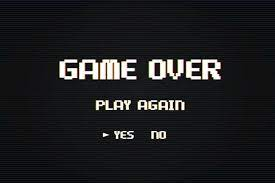 GAME OVER
PLAY AGAIN
► YES NO